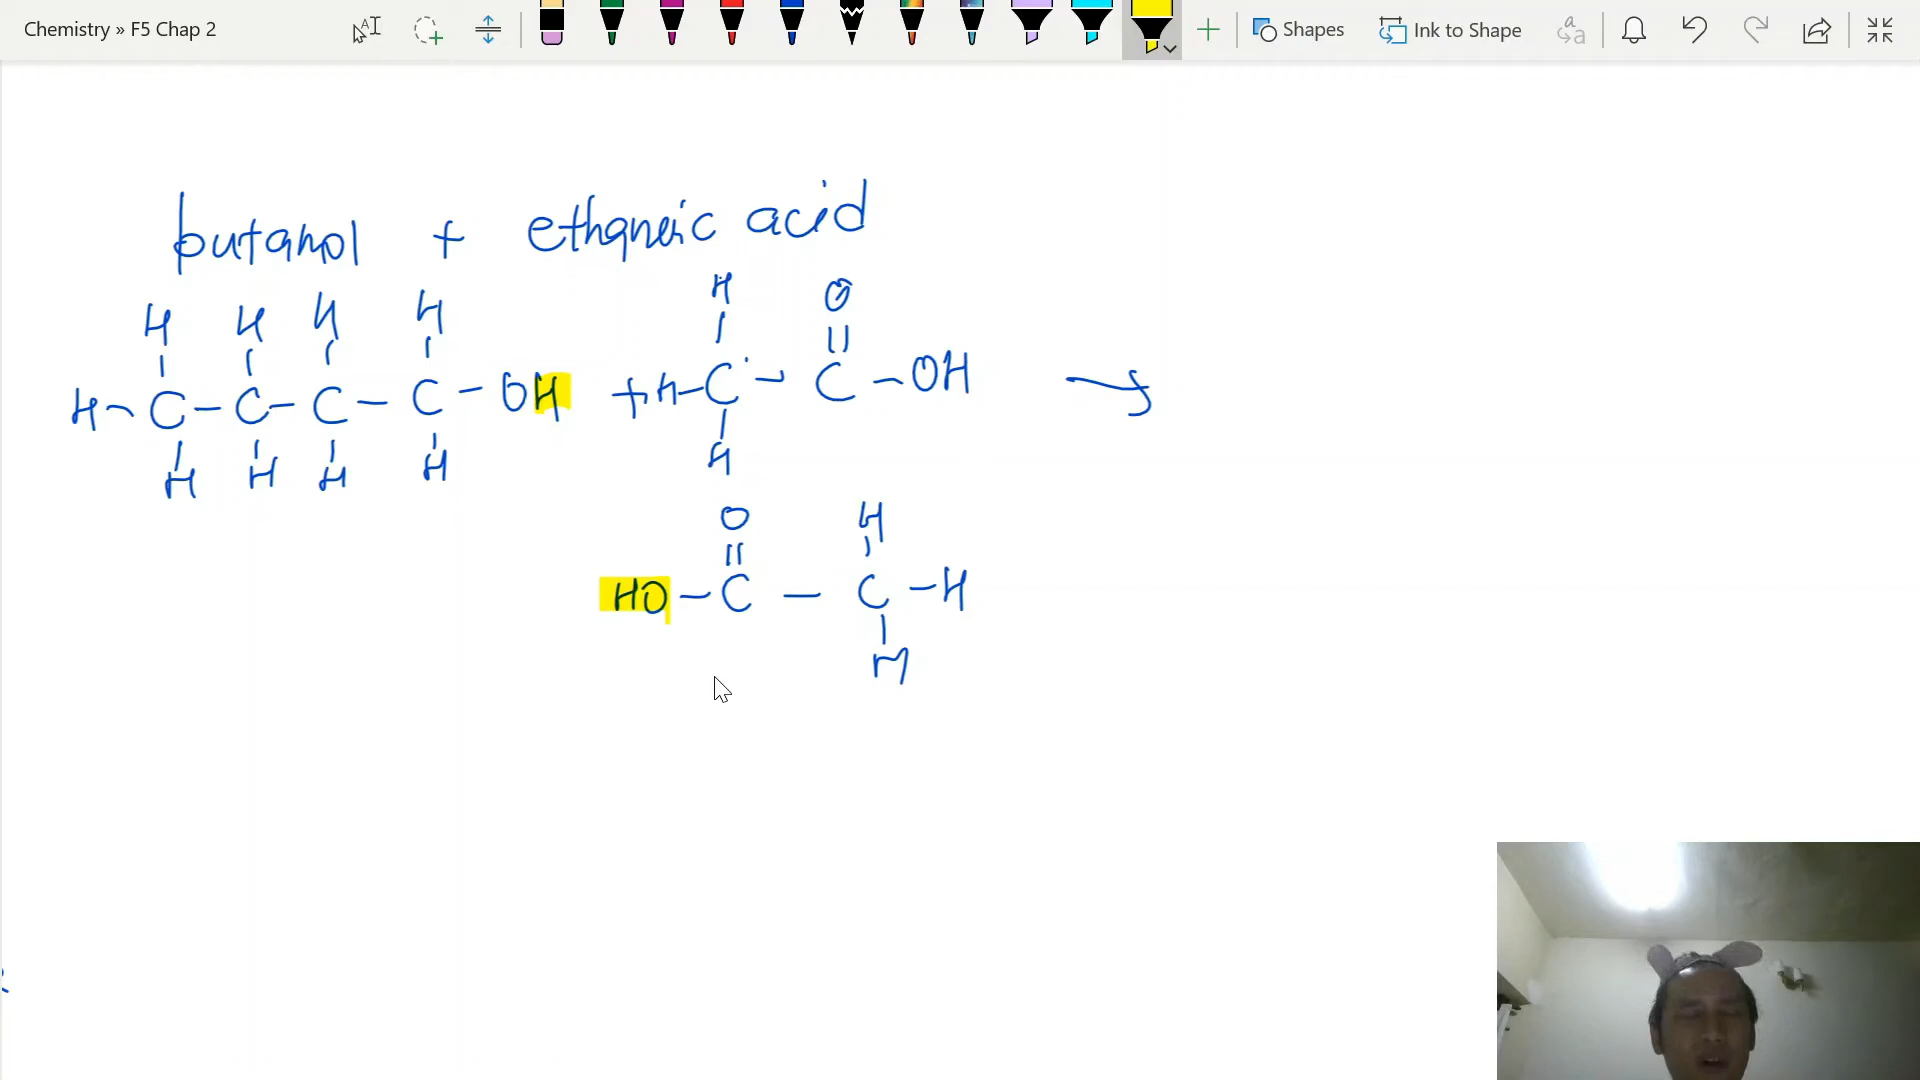 Chemistry » F5 Chap 2
Shapes
Ink to Shape
butanol + ethanoic acid
H H H H H O
H - C - C - C - C - OH + H - C - C - OH →
H H H H H
O H
HO - C - C - H
H